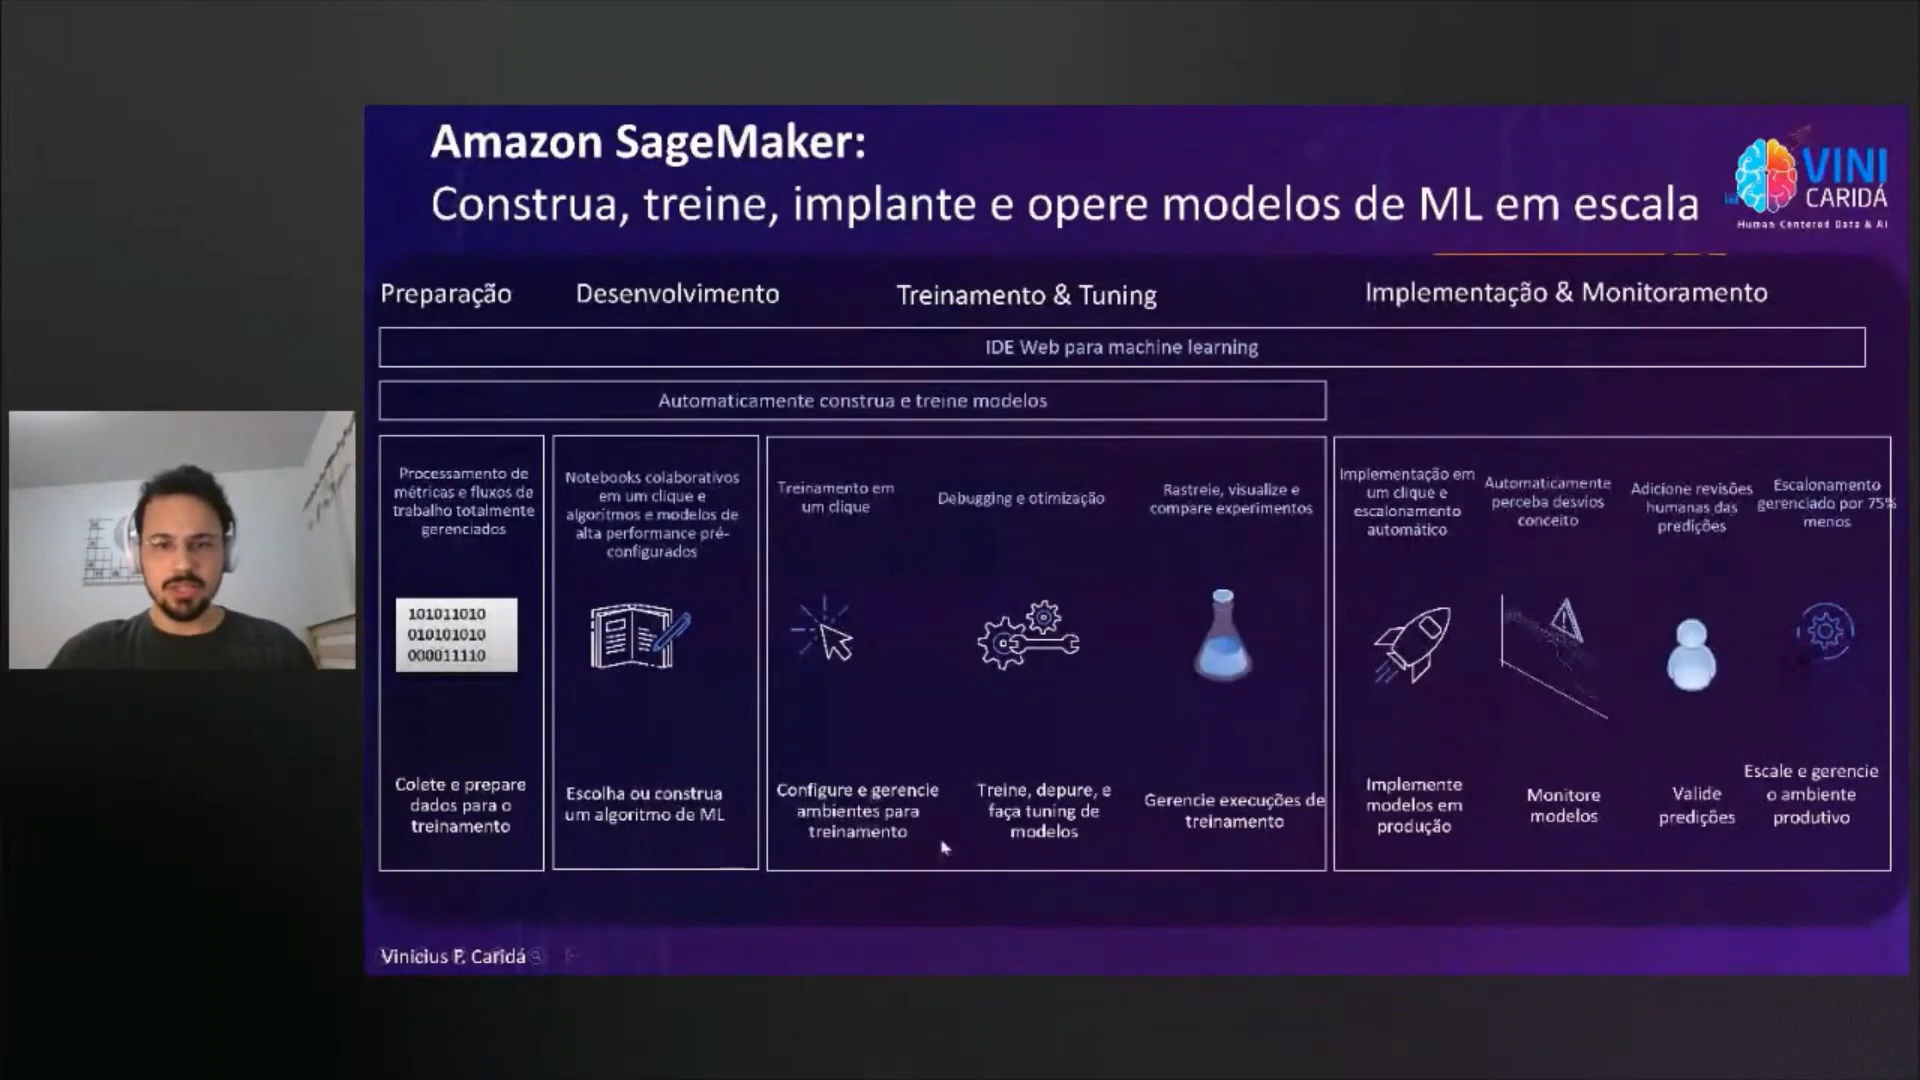 Amazon SageMaker:
Construa, treine, implante e opere modelos de ML em escala
VINI
CARIDÁ
Human Centered Data & AI
Preparação
Desenvolvimento
Treinamento & Tuning
Implementação & Monitoramento
IDE Web para machine learning
Automaticamente construa e treine modelos
Processamento de
métricas e fluxos de
trabalho totalmente
gerenciados
101011010
010101010
000011110
Colete e prepare
dados para o
treinamento
Notebooks colaborativos
em um clique e
algoritmos e modelos de
alta performance pré-
configurados
Escolha ou construa
um algoritmo de ML
Treinamento em
um clique
Configure e gerencie
ambientes para
treinamento
Debugging e otimização
Treine, depure, e
faça tuning de
modelos
Rastreie, visualize e
compare experimentos
Gerencie execuções de
treinamento
Implementação em
um clique e
escalonamento
automático
Implemente
modelos em
produção
Automaticamente
perceba desvios
conceito
Monitore
modelos
Adicione revisões
humanas das
predições
Valide
predições
Escalonamento
gerenciado por 75%
menos
Escale e gerencie
o ambiente
produtivo
Vinicius F. Caridá